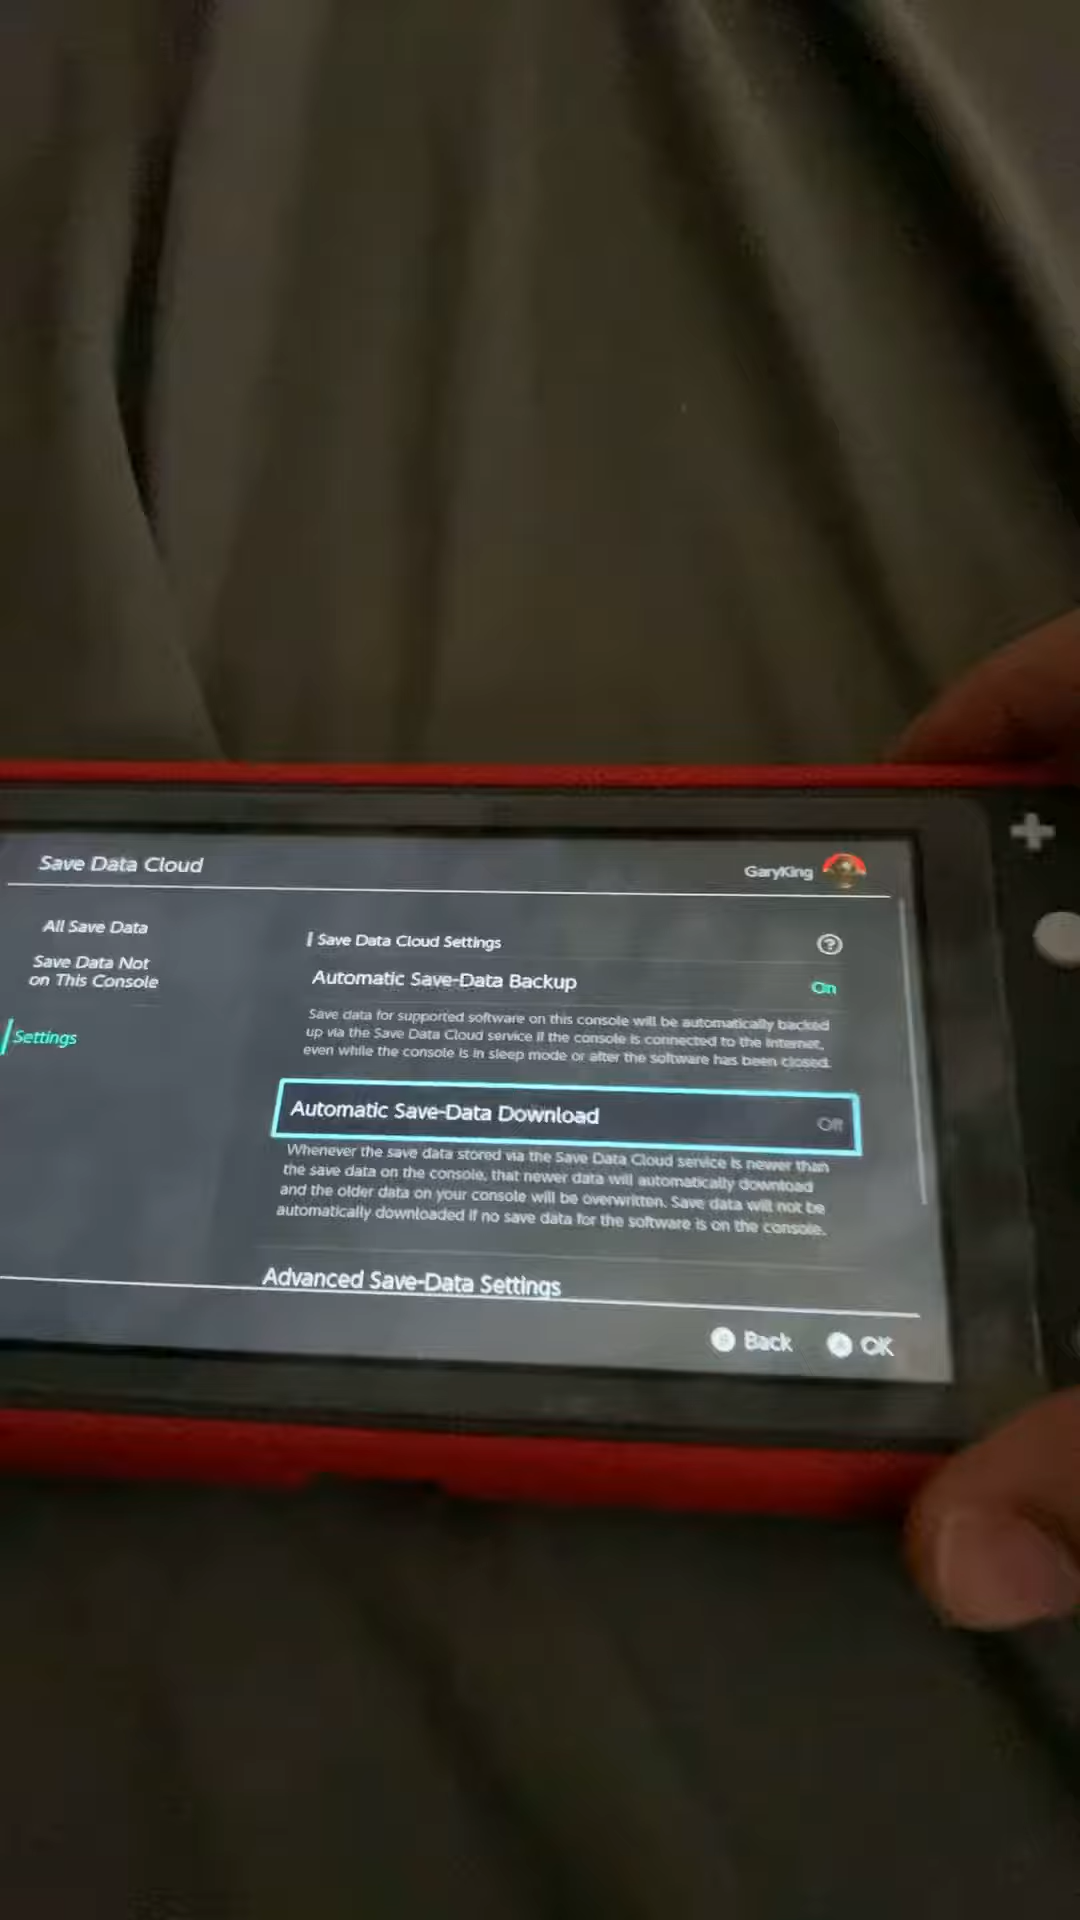 Save Data Cloud
GaryKing
All Save Data
Save Data Not
on This Console
Settings
Save Data Cloud Settings
?
Automatic Save-Data Backup
On
Save data for supported software on this console will be automatically backed
up via the Save Data Cloud service if the console is connected to the Internet,
even while the console is in sleep mode or after the software has been closed.
Automatic Save-Data Download
Off
Whenever the save data stored via the Save Data Cloud service is newer than
the save data on the console, that newer data will automatically download
and the older data on your console will be overwritten. Save data will not be
automatically downloaded if no save data for the software is on the console.
Advanced Save-Data Settings
Back
OK